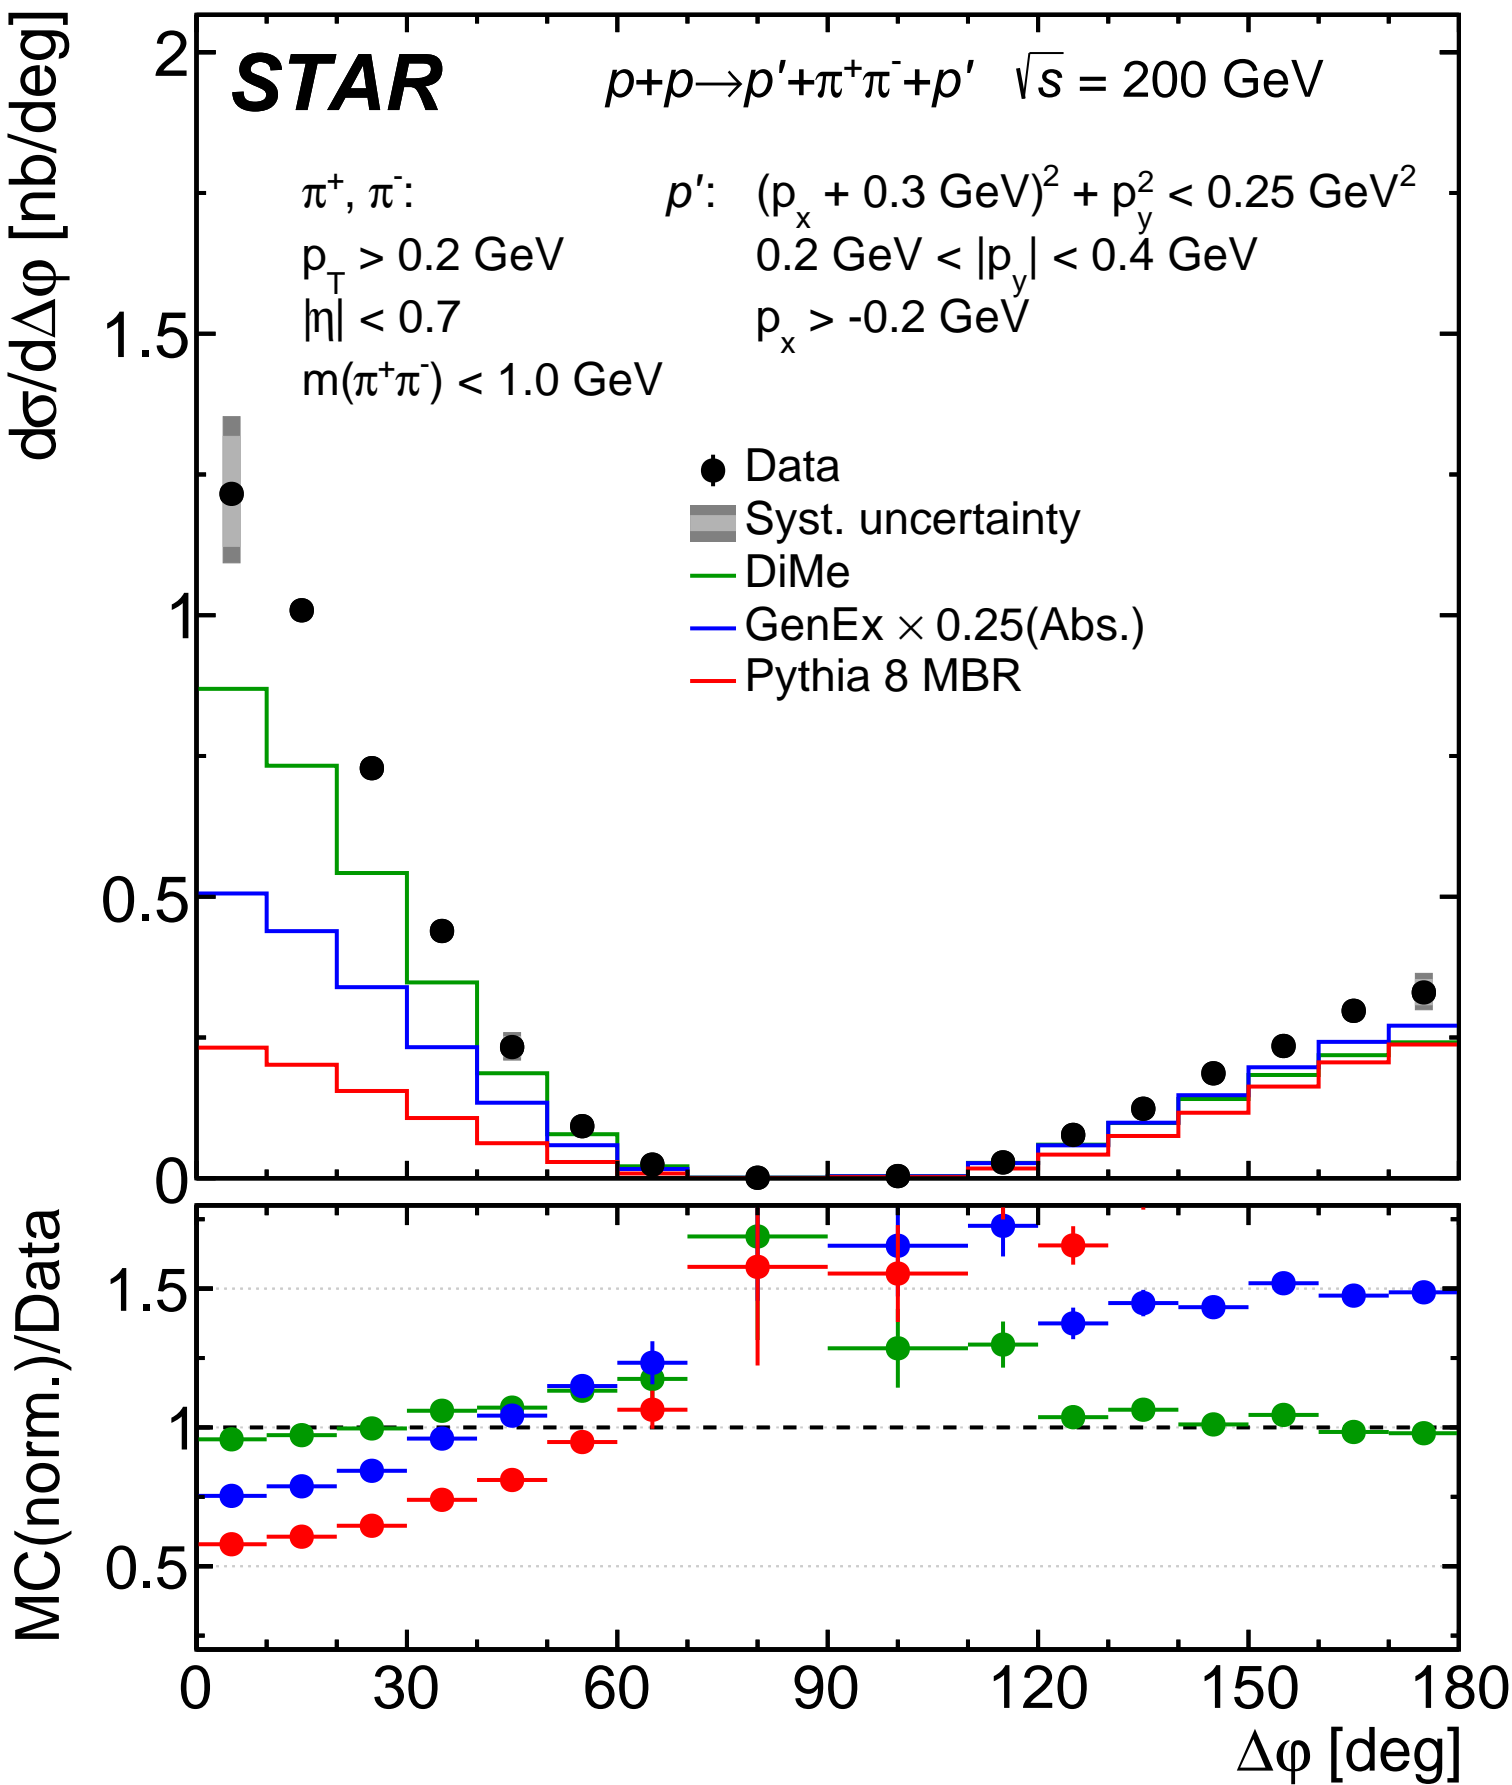 STAR p+p→p′+π⁺π⁻+p′ √s = 200 GeV
π⁺, π⁻: p′: (pₓ + 0.3 GeV)² + p_y² < 0.25 GeV²
p_T > 0.2 GeV 0.2 GeV < |p_y| < 0.4 GeV
|η| < 0.7 pₓ > -0.2 GeV
m(π⁺π⁻) < 1.0 GeV
Data
Syst. uncertainty
DiMe
GenEx × 0.25(Abs.)
Pythia 8 MBR
dσ/dΔφ [nb/deg]
2
1.5
1
0.5
0
MC(norm.)/Data
1.5
1
0.5
0 30 60 90 120 150 180
Δφ [deg]